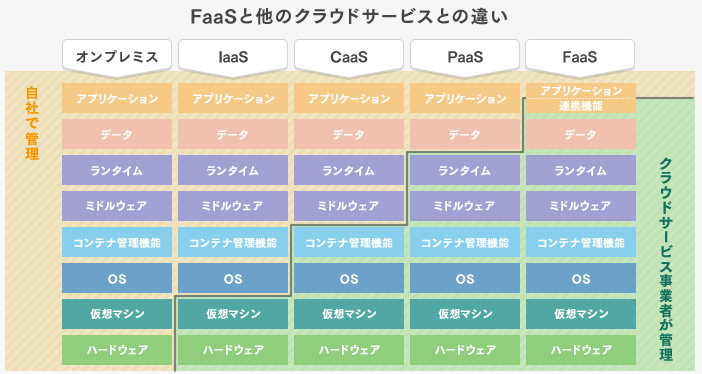 FaaSと他のクラウドサービスとの違い
オンプレミス IaaS CaaS PaaS FaaS
自社で管理
アプリケーション アプリケーション アプリケーション アプリケーション アプリケーション
連携機能
データ データ データ データ データ
ランタイム ランタイム ランタイム ランタイム ランタイム
ミドルウェア ミドルウェア ミドルウェア ミドルウェア ミドルウェア
コンテナ管理機能 コンテナ管理機能 コンテナ管理機能 コンテナ管理機能 コンテナ管理機能
OS OS OS OS OS
仮想マシン 仮想マシン 仮想マシン 仮想マシン 仮想マシン
ハードウェア ハードウェア ハードウェア ハードウェア ハードウェア
クラウドサービス事業者が管理